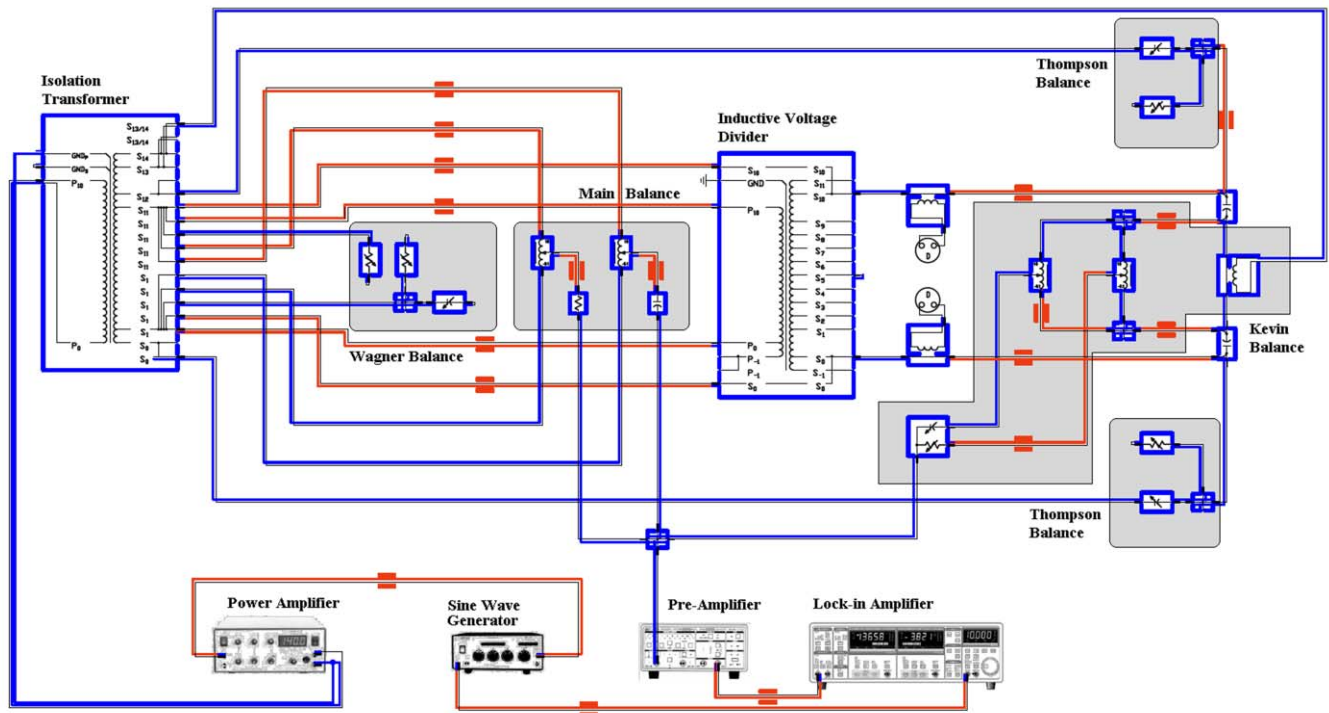 Isolation
Transformer
S13/14
S13/14
GNDP
S14
GNDS
S13
P10
S12
S11
S11
S11
S11
S1
S1
S1
S1
P0
S0
S0
Wagner Balance
Main Balance
Inductive Voltage
Divider
S10
S10
GND
S11
P10
S10
S9
S8
S7
S6
S5
S4
S3
S2
S1
P0
S0
P-1
S-1
P-1
S0
S0
D
D
Thompson
Balance
Kevin
Balance
Thompson
Balance
Power Amplifier
Sine Wave
Generator
Pre-Amplifier
Lock-in Amplifier